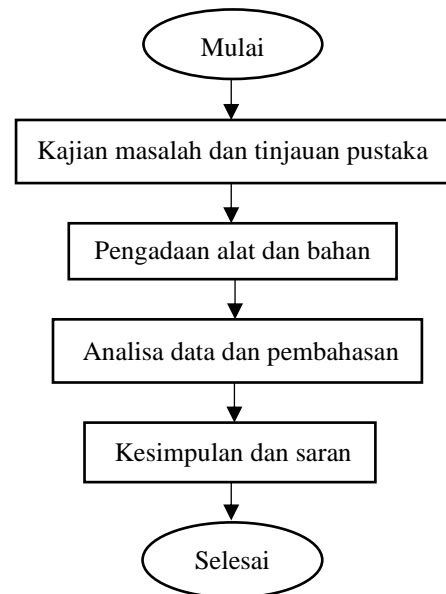 Mulai
Kajian masalah dan tinjauan pustaka
Pengadaan alat dan bahan
Analisa data dan pembahasan
Kesimpulan dan saran
Selesai